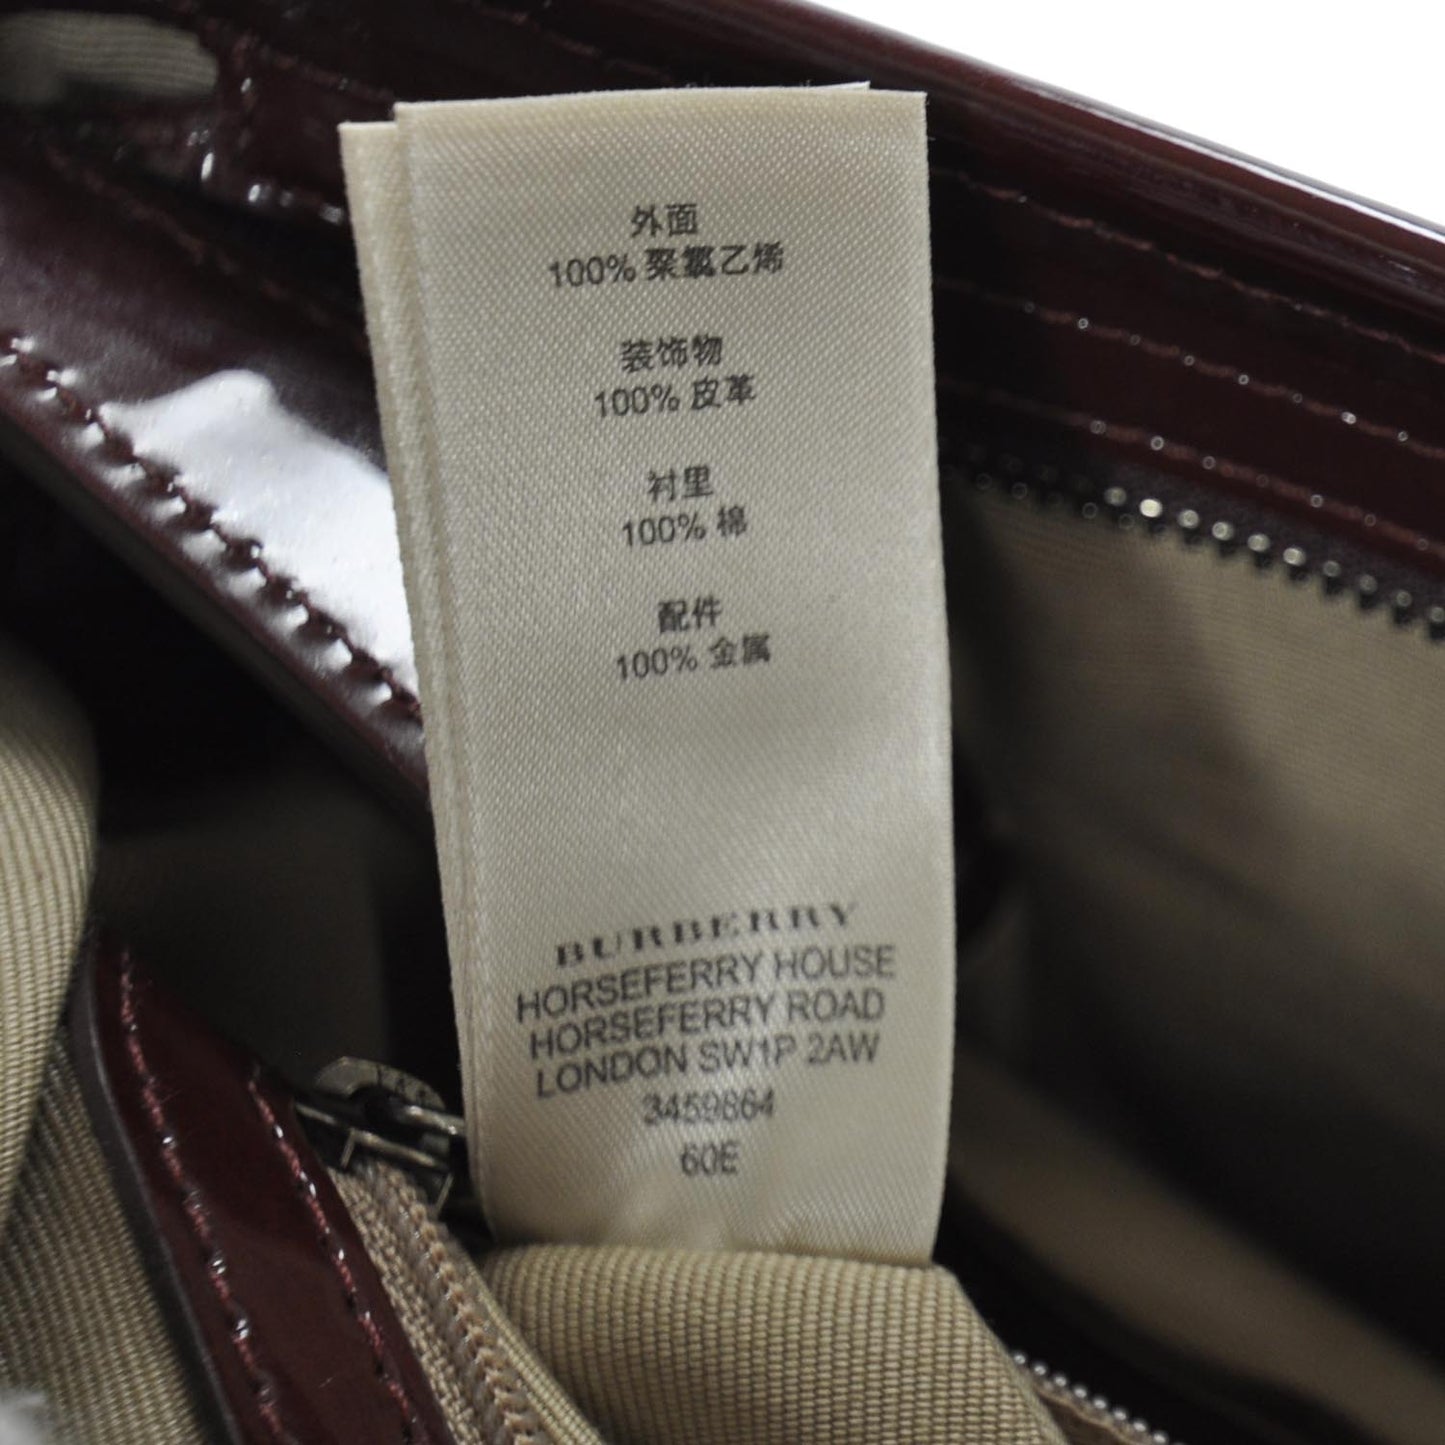 外面
100% 聚氯乙烯
装饰物
100% 皮革
衬里
100% 棉
配件
100% 金属
BURBERRY
HORSEFERRY HOUSE
HORSEFERRY ROAD
LONDON SW1P 2AW
3459864
60E